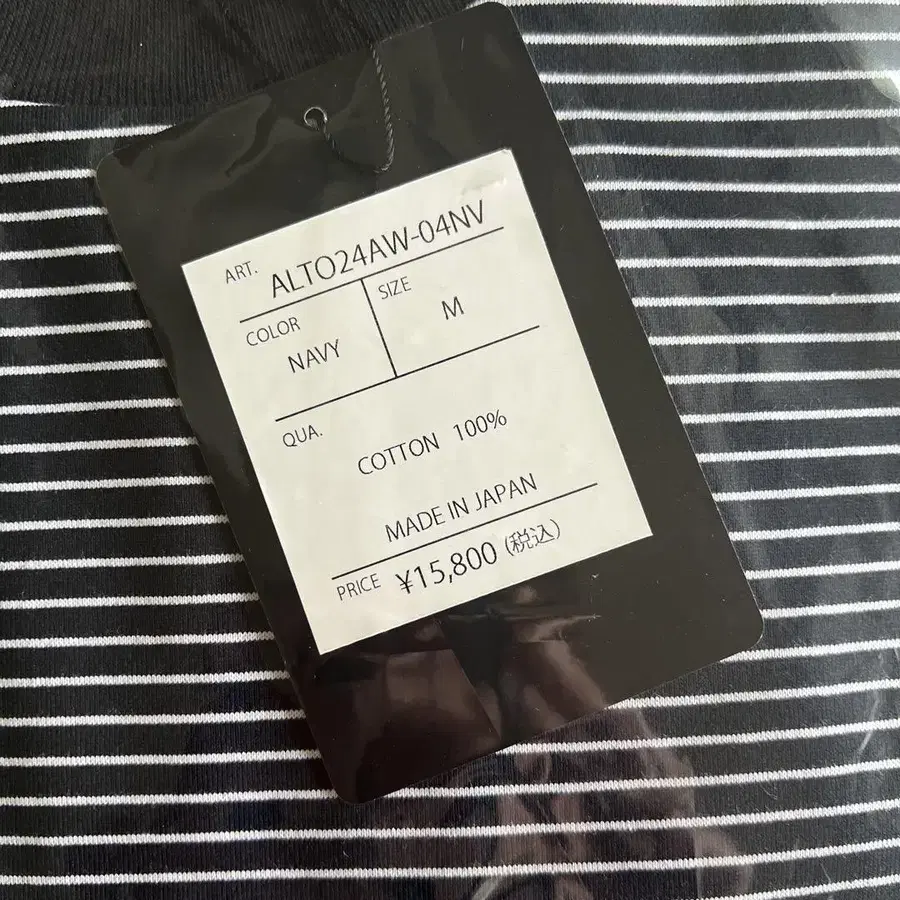 ART. ALTO24AW-04NV
COLOR
NAVY
SIZE
M
QUA.
COTTON 100%
MADE IN JAPAN
PRICE ¥15,800 (税込)